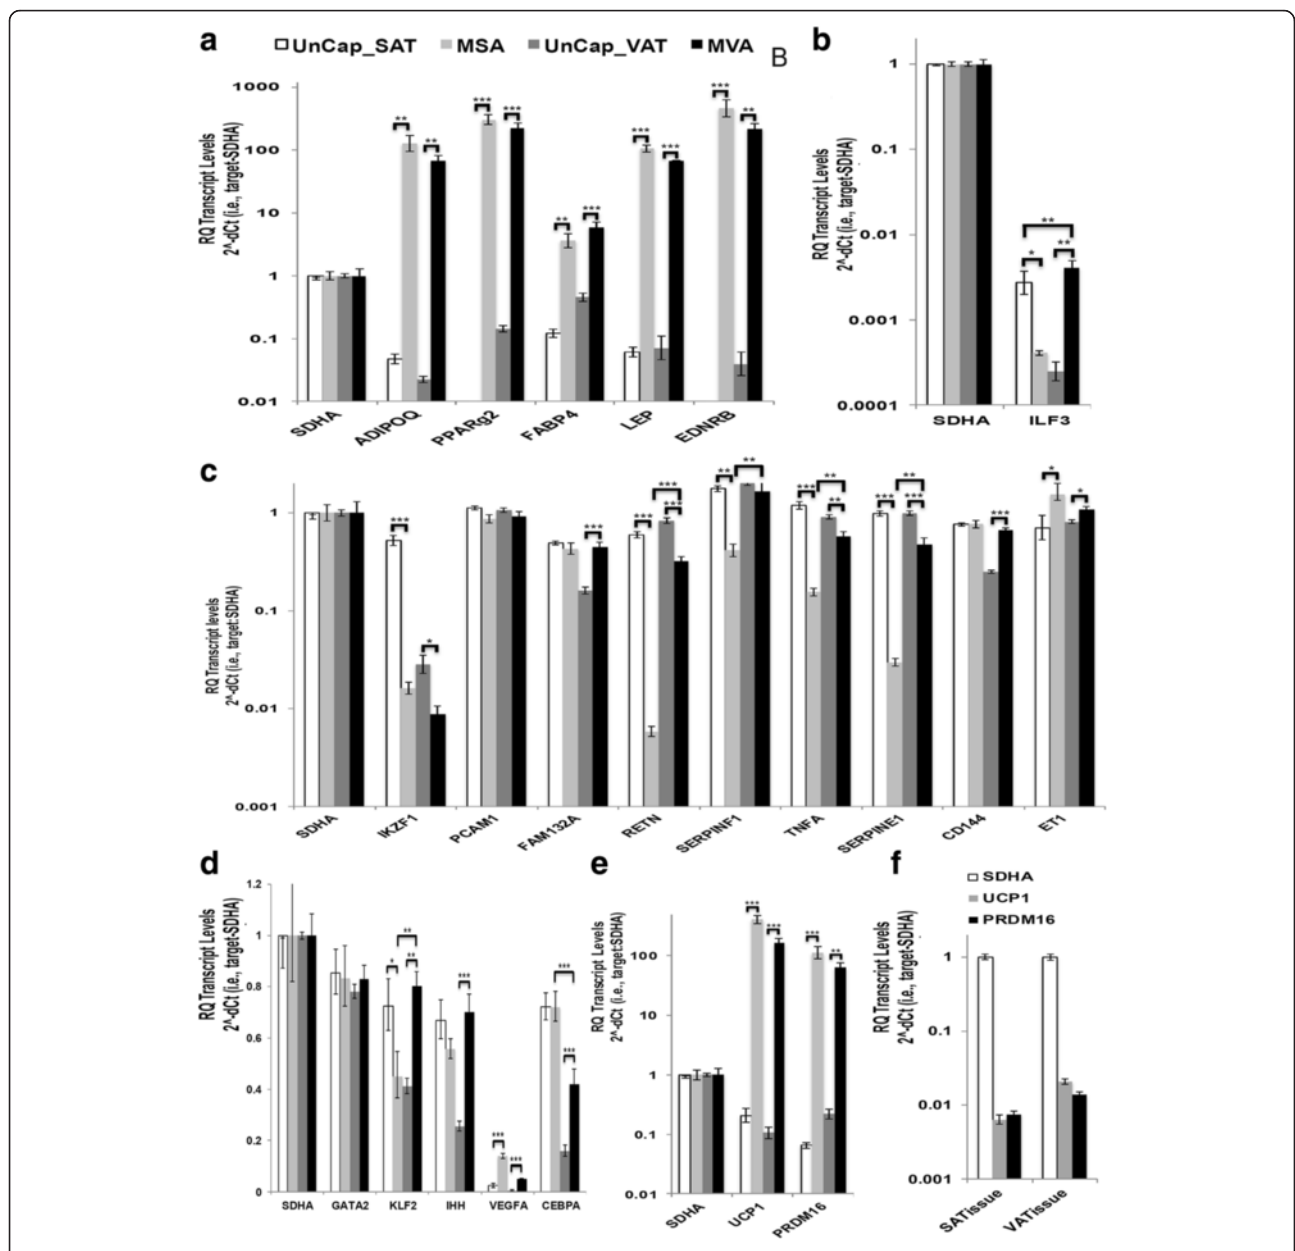 a
UnCap_SAT MSA UnCap_VAT MVA
B
RQ Transcript Levels
2^-dCt (i.e., target-SDHA)
1000
100
10
1
0.1
0.01
** ** *** *** ** *** *** *** *** **
SDHA ADIPOQ PPARg2 FABP4 LEP EDNRB
b
RQ Transcript Levels
2^-dCt (i.e., target-SDHA)
1
0.1
0.01
0.001
0.0001
**
* **
SDHA ILF3
c
RQ Transcript levels
2^-dCt (i.e., target:SDHA)
1
0.1
0.01
0.001
*** * *** *** *** *** ** ** *** ** ** *** ** *** *** * *
SDHA IKZF1 PCAM1 FAM132A RETN SERPINF1 TNFA SERPINE1 CD144 ET1
d
RQ Transcript Levels
2^-dCt (i.e., target-SDHA)
1.2
1
0.8
0.6
0.4
0.2
0
SDHA GATA2 KLF2 IHH VEGFA CEBPA
e
RQ Transcript Levels
2^-dCt (i.e., target:SDHA)
100
10
1
0.1
0.01
*** *** *** **
SDHA UCP1 PRDM16
f
SDHA
UCP1
PRDM16
RQ Transcript Levels
2^-dCt (i.e., target-SDHA)
1
0.1
0.01
0.001
SATissue VATissue